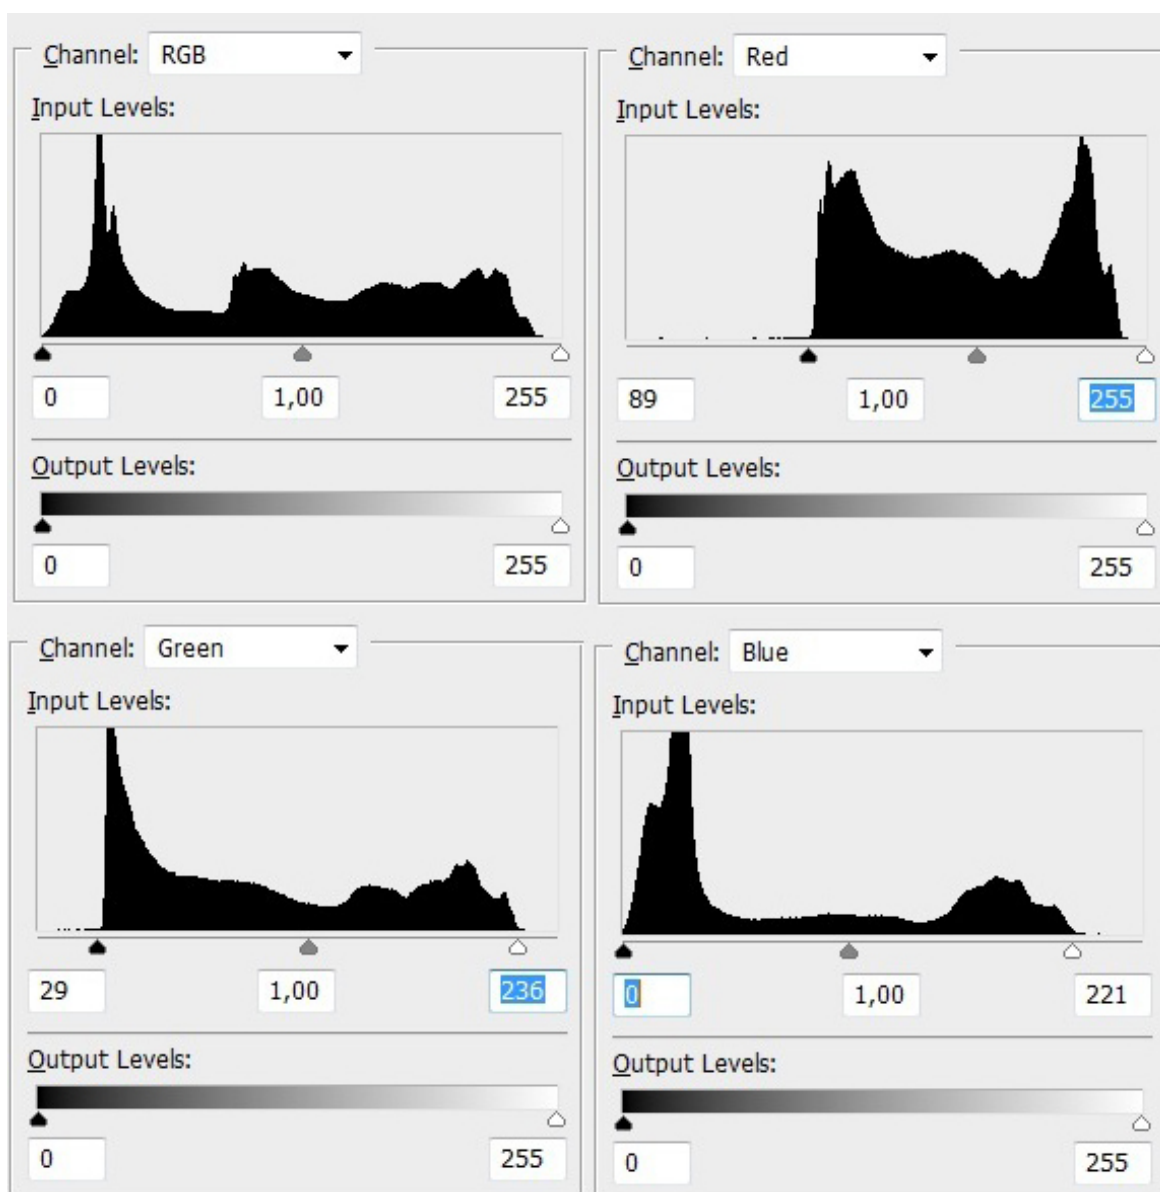 Channel: RGB
Input Levels:
0 1,00 255
Output Levels:
0 255
Channel: Red
Input Levels:
89 1,00 255
Output Levels:
0 255
Channel: Green
Input Levels:
29 1,00 236
Output Levels:
0 255
Channel: Blue
Input Levels:
0 1,00 221
Output Levels:
0 255